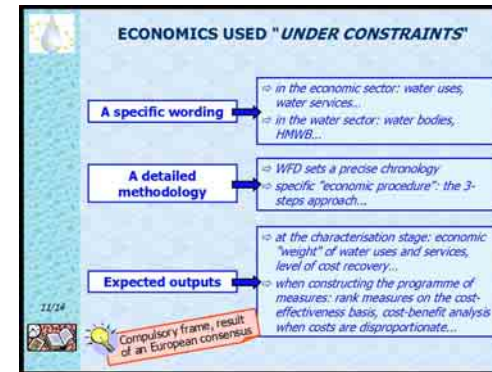 ECONOMICS USED "UNDER CONSTRAINTS"
A specific wording
⇨ in the economic sector: water uses,
water services...
⇨ in the water sector: water bodies,
HMWB...
A detailed
methodology
⇨ WFD sets a precise chronology
⇨ specific "economic procedure": the 3-
steps approach...
Expected outputs
⇨ at the characterisation stage: economic
"weight" of water uses and services,
level of cost recovery...
⇨ when constructing the programme of
measures: rank measures on the cost-
effectiveness basis, cost-benefit analysis
when costs are disproportionate...
11/14
Compulsory frame, result
of an European consensus